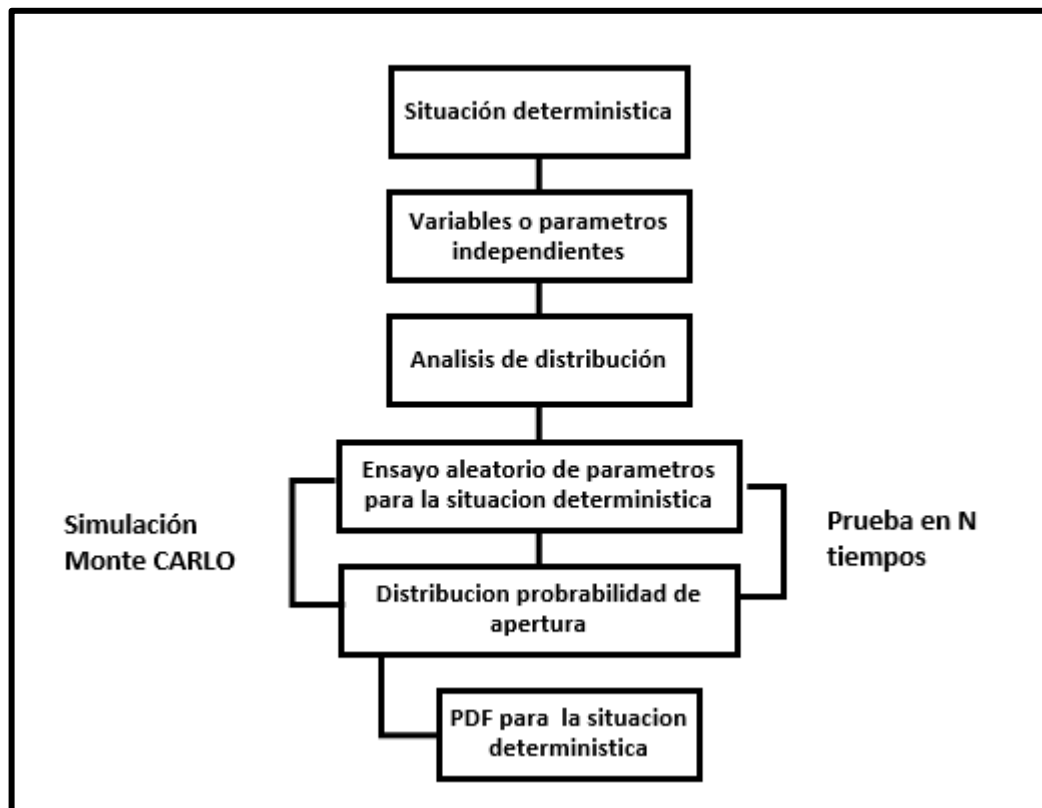 Situación deterministica
Variables o parametros
independientes
Analisis de distribución
Ensayo aleatorio de parametros
para la situacion deterministica
Simulación
Monte CARLO
Prueba en N
tiempos
Distribucion probrabilidad de
apertura
PDF para la situacion
deterministica